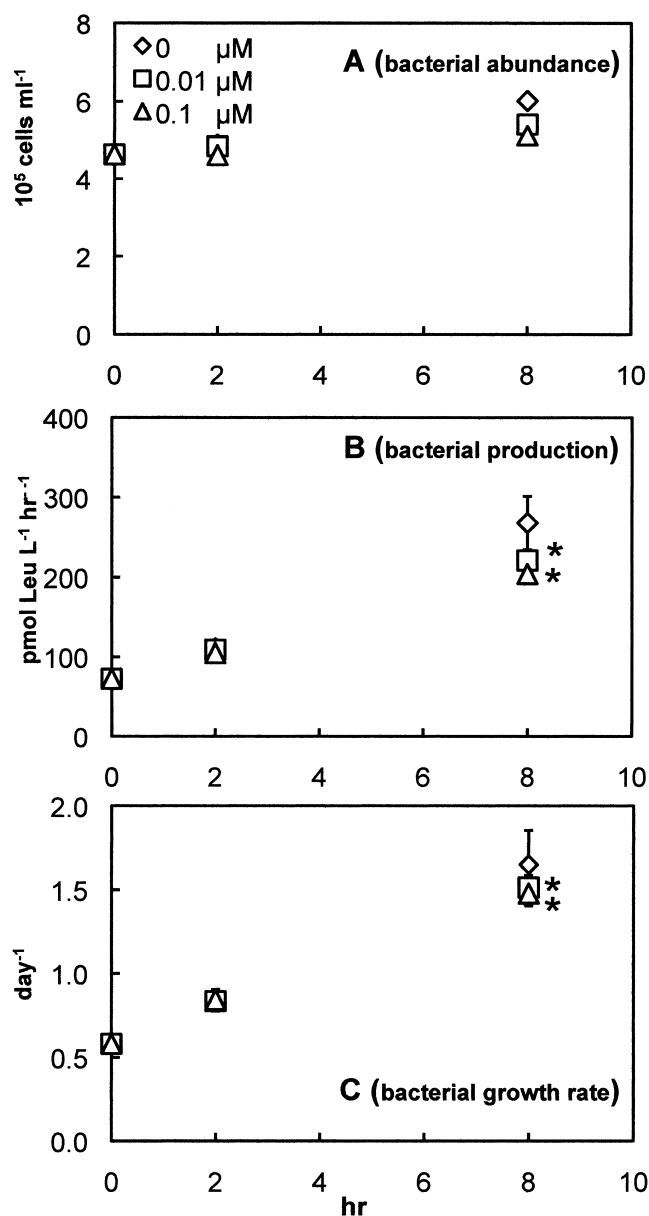 8
◇ 0 µM
A (bacterial abundance)
□ 0.01 µM
6
△ 0.1 µM
10⁵ cells ml⁻¹
4
2
0
0 2 4 6 8 10
400
B (bacterial production)
300
pmol Leu L⁻¹ hr⁻¹
*
200
*
100
0
0 2 4 6 8 10
2.0
1.5
*
*
day⁻¹
1.0
0.5
C (bacterial growth rate)
0.0
0 2 4 6 8 10
hr